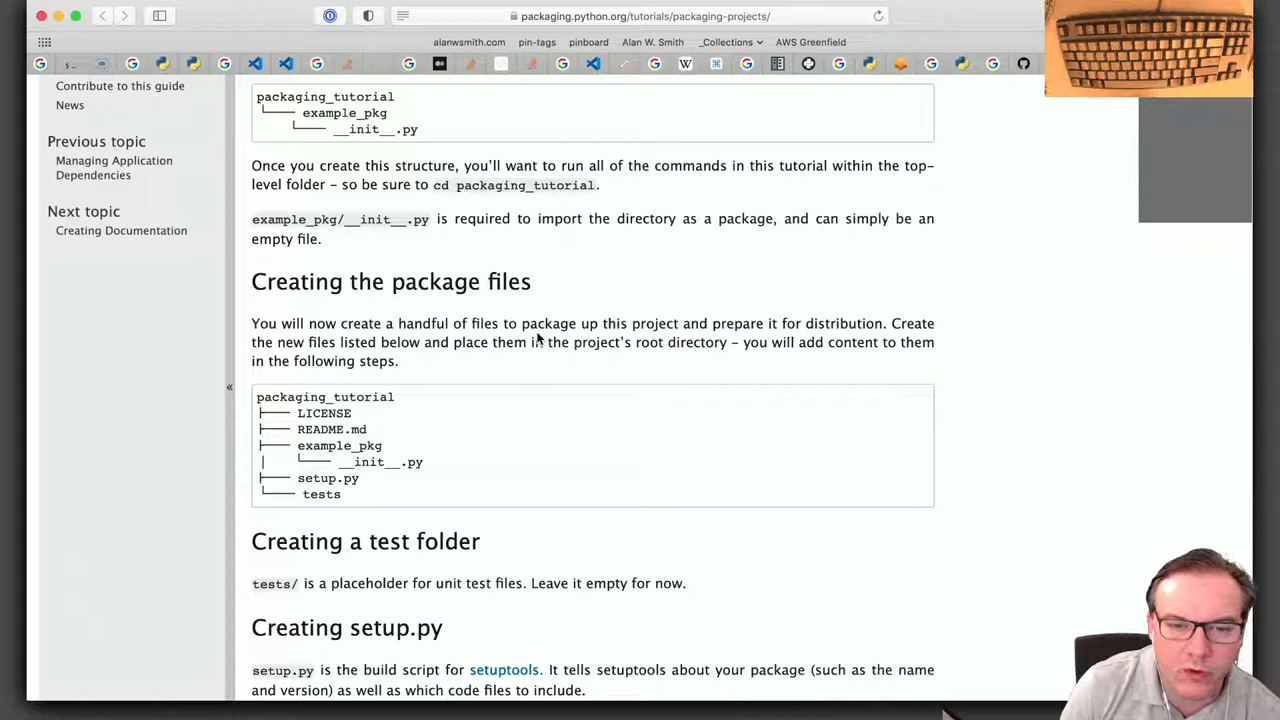 packaging.python.org/tutorials/packaging-projects/
alanwsmith.com pin-tags pinboard Alan W. Smith _Collections AWS Greenfield
Contribute to this guide
News
Previous topic
Managing Application
Dependencies
Next topic
Creating Documentation
«
packaging_tutorial
└── example_pkg
└── __init__.py
Once you create this structure, you'll want to run all of the commands in this tutorial within the top-
level folder – so be sure to cd packaging_tutorial.
example_pkg/__init__.py is required to import the directory as a package, and can simply be an
empty file.
Creating the package files
You will now create a handful of files to package up this project and prepare it for distribution. Create
the new files listed below and place them in the project's root directory – you will add content to them
in the following steps.
packaging_tutorial
├── LICENSE
├── README.md
├── example_pkg
│   └── __init__.py
├── setup.py
└── tests
Creating a test folder
tests/ is a placeholder for unit test files. Leave it empty for now.
Creating setup.py
setup.py is the build script for setuptools. It tells setuptools about your package (such as the name
and version) as well as which code files to include.